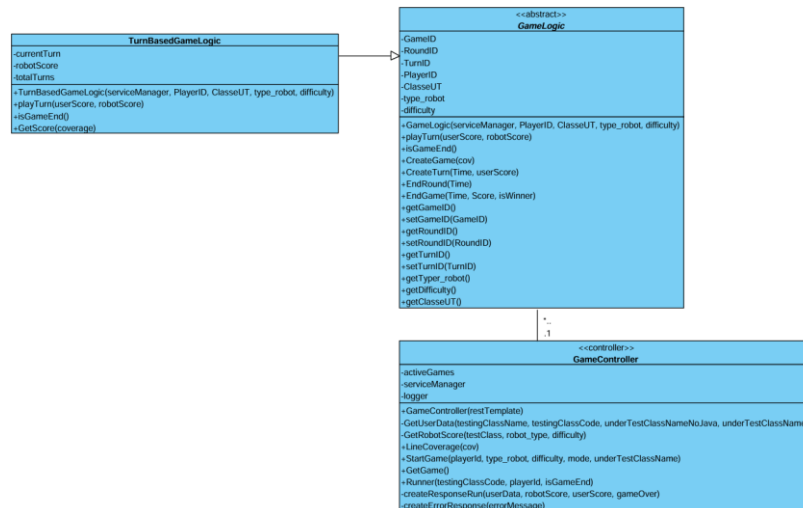 TurnBasedGameLogic
-currentTurn
-robotScore
-totalTurns
+TurnBasedGameLogic(serviceManager, PlayerID, ClasseUT, type_robot, difficulty)
+playTurn(userScore, robotScore)
+isGameEnd()
+GetScore(coverage)
<<abstract>>
GameLogic
-GameID
-RoundID
-TurnID
-PlayerID
-ClasseUT
-type_robot
-difficulty
+GameLogic(serviceManager, PlayerID, ClasseUT, type_robot, difficulty)
+playTurn(userScore, robotScore)
+isGameEnd()
+CreateGame(cov)
+CreateTurn(Time, userScore)
+EndRound(Time)
+EndGame(Time, Score, isWinner)
+getGameID()
+setGameID(GameID)
+getRoundID()
+setRoundID(RoundID)
+getTurnID()
+setTurnID(TurnID)
+getTyper_robot()
+getDifficulty()
+getClasseUT()
*..
.1
<<controller>>
GameController
-activeGames
-serviceManager
-logger
+GameController(restTemplate)
-GetUserData(testingClassName, testingClassCode, underTestClassNameNoJava, underTestClassName
-GetRobotScore(testClass, robot_type, difficulty)
+LineCoverage(cov)
+StartGame(playerId, type_robot, difficulty, mode, underTestClassName)
+GetGame()
+Runner(testingClassCode, playerId, isGameEnd)
-createResponseRun(userData, robotScore, userScore, gameOver)
-createErrorResponse(errorMessage)